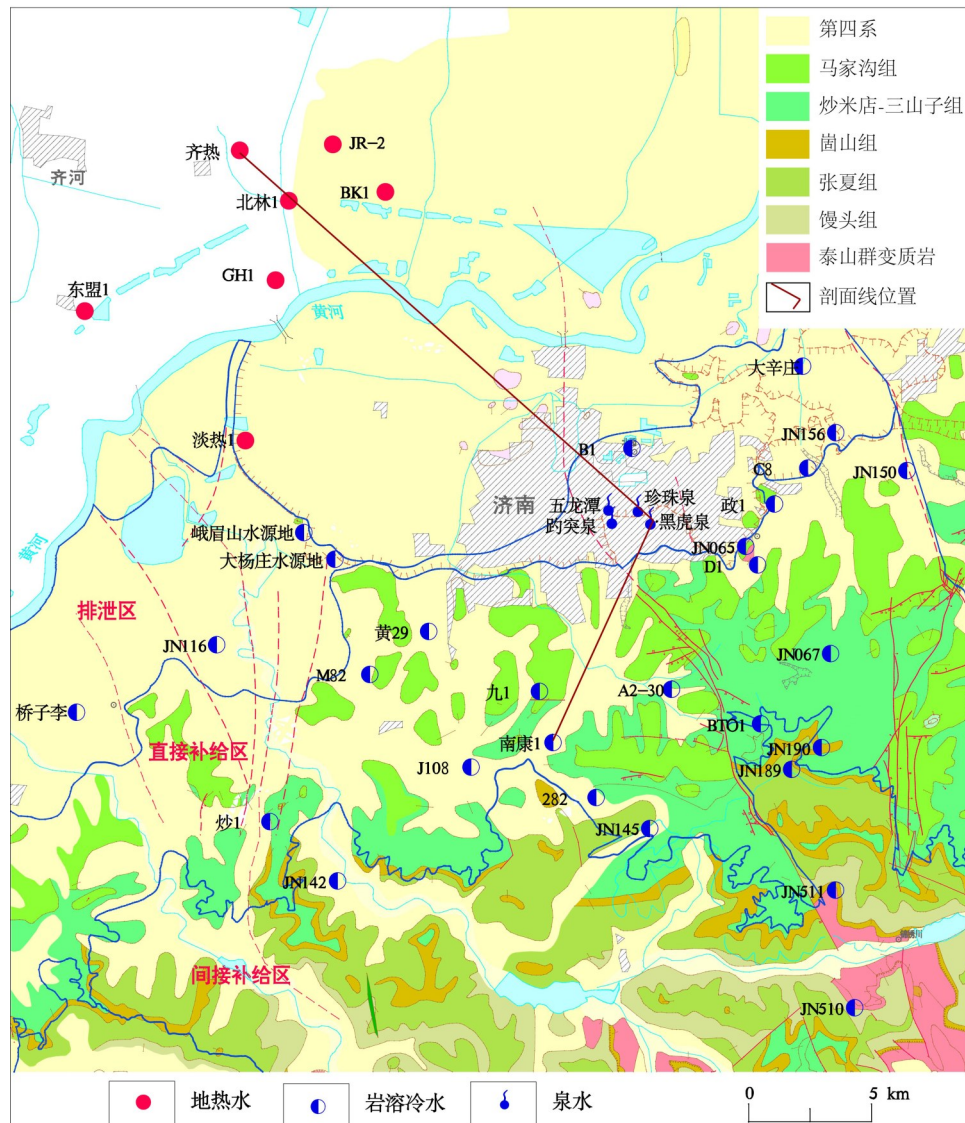 第四系
马家沟组
炒米店-三山子组
崮山组
张夏组
馒头组
泰山群变质岩
剖面线位置
齐热
JR-2
齐河
BK1
北林1
GH1
东盟1
黄河
大辛庄
淡热1
JN156
B1
C8
JN150
济南
五龙潭
珍珠泉
政1
趵突泉
黑虎泉
峨眉山水源地
JN065
大杨庄水源地
D1
黄河
排泄区
黄29
JN116
JN067
M82
九1
A2-30
桥子李
BTO1
直接补给区
南康1
JN190
J108
JN189
282
炒1
JN145
JN142
JN511
间接补给区
JN510
地热水
岩溶冷水
泉水
0 5 km